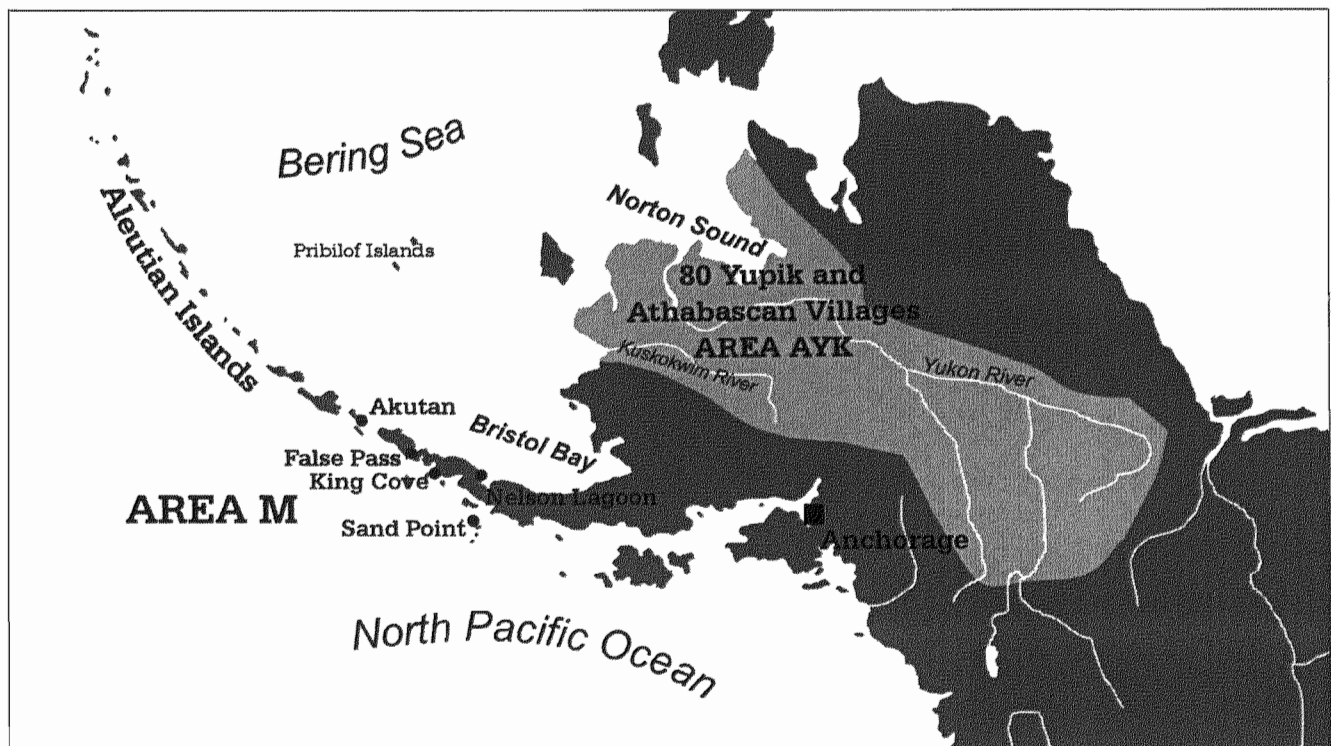 Bering Sea
Norton Sound
Aleutian Islands
Pribilof Islands
80 Yupik and
Athabascan Villages
AREA AYK
Kuskokwim River
Yukon River
Akutan
Bristol Bay
False Pass
King Cove
Nelson Lagoon
AREA M
Sand Point
Anchorage
North Pacific Ocean